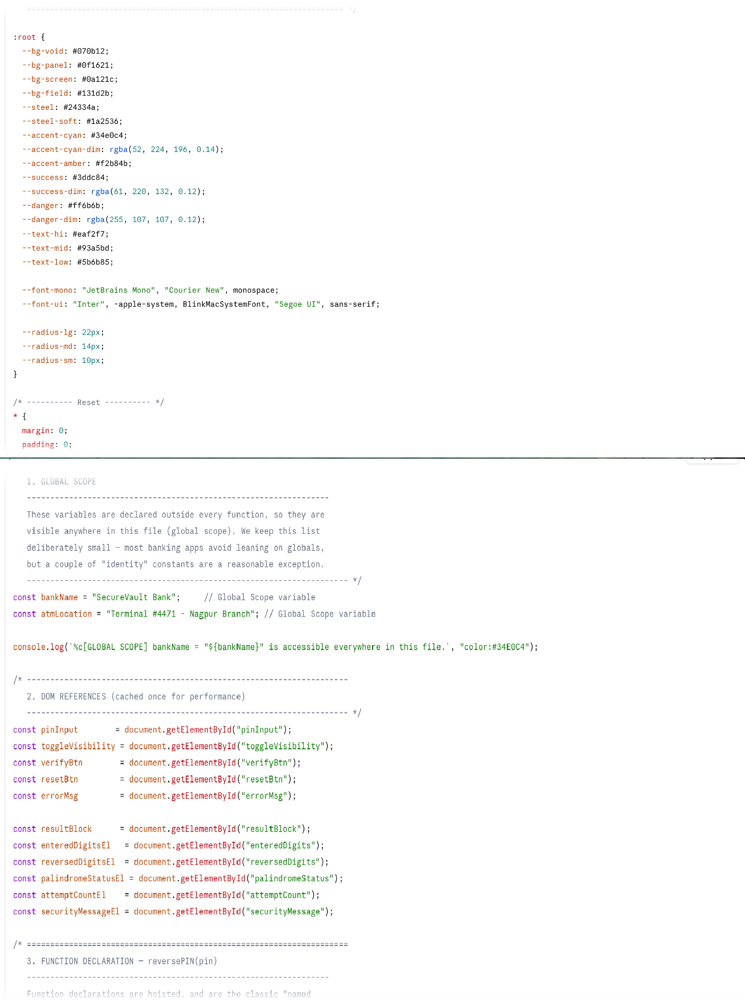 ==================================================================== */
:root {
--bg-void: #070b12;
--bg-panel: #0f1621;
--bg-screen: #0a121c;
--bg-field: #131d2b;
--steel: #24334a;
--steel-soft: #1a2536;
--accent-cyan: #34e0c4;
--accent-cyan-dim: rgba(52, 224, 196, 0.14);
--accent-amber: #f2b84b;
--success: #3ddc84;
--success-dim: rgba(61, 220, 132, 0.12);
--danger: #ff6b6b;
--danger-dim: rgba(255, 107, 107, 0.12);
--text-hi: #eaf2f7;
--text-mid: #93a5bd;
--text-low: #5b6b85;
--font-mono: "JetBrains Mono", "Courier New", monospace;
--font-ui: "Inter", -apple-system, BlinkMacSystemFont, "Segoe UI", sans-serif;
--radius-lg: 22px;
--radius-md: 14px;
--radius-sm: 10px;
}
/* ---------- Reset ---------- */
* {
margin: 0;
padding: 0;
1. GLOBAL SCOPE
-----------------------------------------------------------------
These variables are declared outside every function, so they are
visible anywhere in this file (global scope). We keep this list
deliberately small — most banking apps avoid leaning on globals,
but a couple of "identity" constants are a reasonable exception.
--------------------------------------------------------------------- */
const bankName = "SecureVault Bank";     // Global Scope variable
const atmLocation = "Terminal #4471 - Nagpur Branch"; // Global Scope variable
console.log(`%c[GLOBAL SCOPE] bankName = "${bankName}" is accessible everywhere in this file.`, "color:#34E0C4");
/* ---------------------------------------------------------------------
2. DOM REFERENCES (cached once for performance)
--------------------------------------------------------------------- */
const pinInput        = document.getElementById("pinInput");
const toggleVisibility = document.getElementById("toggleVisibility");
const verifyBtn        = document.getElementById("verifyBtn");
const resetBtn         = document.getElementById("resetBtn");
const errorMsg         = document.getElementById("errorMsg");
const resultBlock      = document.getElementById("resultBlock");
const enteredDigitsEl   = document.getElementById("enteredDigits");
const reversedDigitsEl  = document.getElementById("reversedDigits");
const palindromeStatusEl = document.getElementById("palindromeStatus");
const attemptCountEl    = document.getElementById("attemptCount");
const securityMessageEl = document.getElementById("securityMessage");
/* =====================================================================
3. FUNCTION DECLARATION — reversePIN(pin)
-----------------------------------------------------------------
Function declarations are hoisted, and are the classic "named